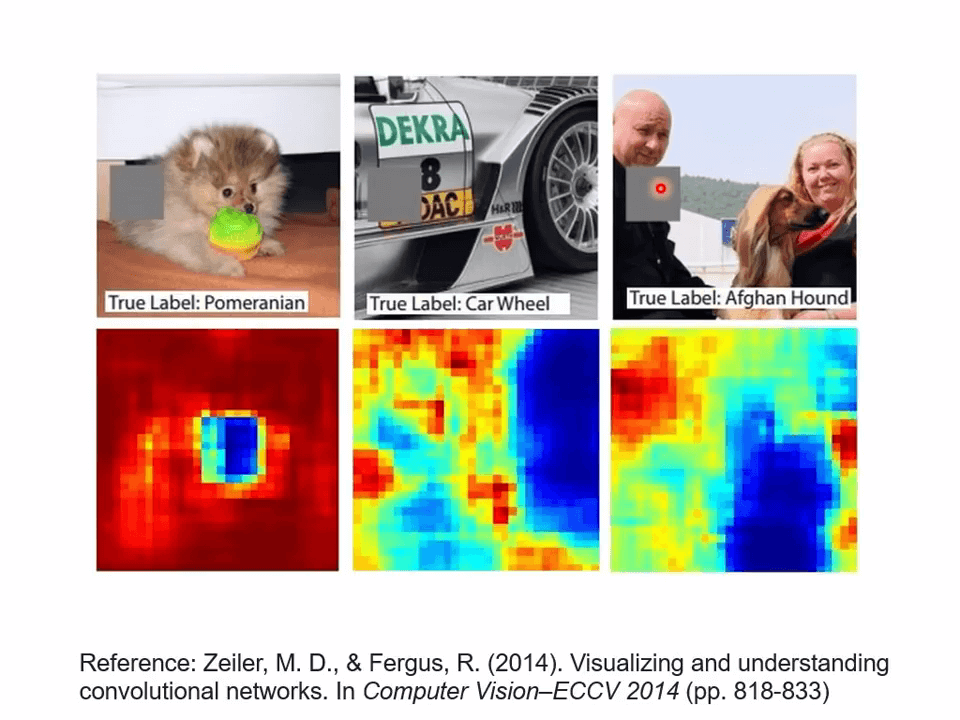 DEKRA
8
DAC
H&R
True Label: Pomeranian
True Label: Car Wheel
True Label: Afghan Hound
Reference: Zeiler, M. D., & Fergus, R. (2014). Visualizing and understanding
convolutional networks. In Computer Vision–ECCV 2014 (pp. 818-833)